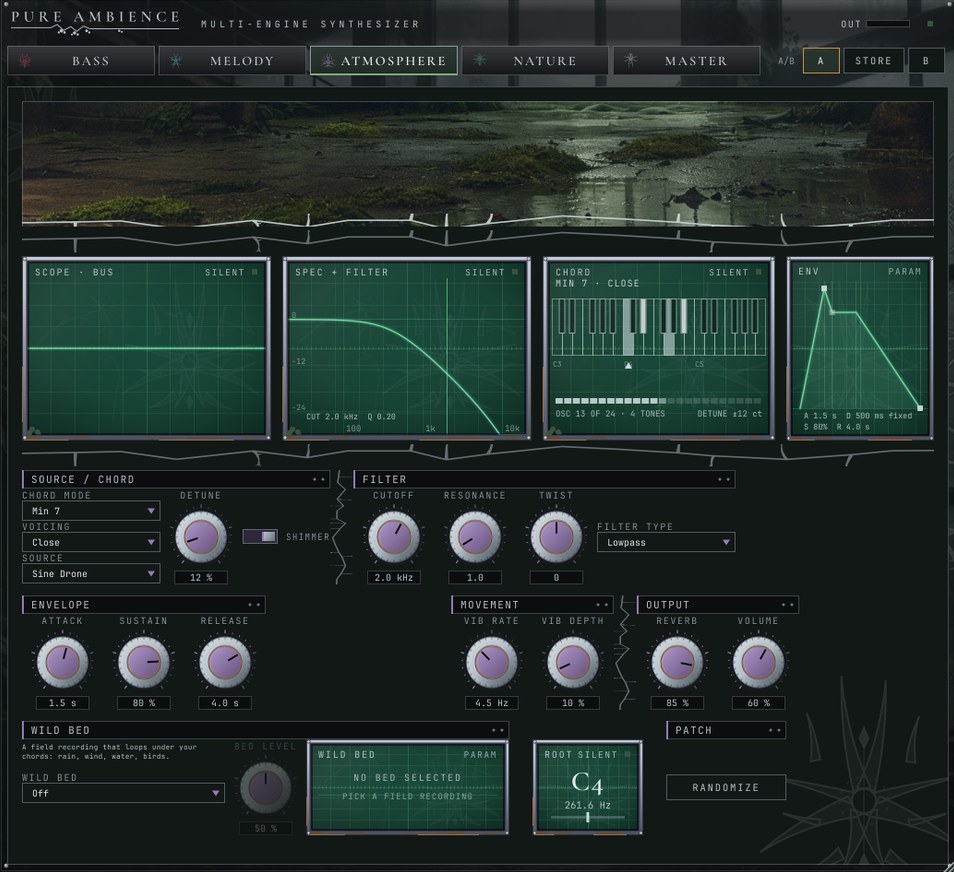 PURE AMBIENCE
MULTI-ENGINE SYNTHESIZER
OUT
BASS
MELODY
ATMOSPHERE
NATURE
MASTER
A/B
A
STORE
B
SCOPE · BUS
SILENT
SPEC + FILTER
SILENT
0
-12
-24
CUT 2.0 kHz Q 0.20
100
1k
10k
CHORD
SILENT
MIN 7 · CLOSE
C3
C5
OSC 13 OF 24 - 4 TONES
DETUNE ±12 ct
ENV
PARAM
A 1.5 s D 500 ms fixed
S 80% R 4.0 s
SOURCE / CHORD
CHORD MODE
Min 7
VOICING
Close
SOURCE
Sine Drone
DETUNE
12 %
SHIMMER
FILTER
CUTOFF
RESONANCE
TWIST
2.0 kHz
1.0
0
FILTER TYPE
Lowpass
ENVELOPE
ATTACK
SUSTAIN
RELEASE
1.5 s
80 %
4.0 s
MOVEMENT
VIB RATE
VIB DEPTH
4.5 Hz
10 %
OUTPUT
REVERB
VOLUME
85 %
60 %
WILD BED
A field recording that loops under your
chords: rain, wind, water, birds.
WILD BED
Off
BED LEVEL
50 %
WILD BED
PARAM
NO BED SELECTED
PICK A FIELD RECORDING
ROOT
SILENT
C4
261.6 Hz
PATCH
RANDOMIZE